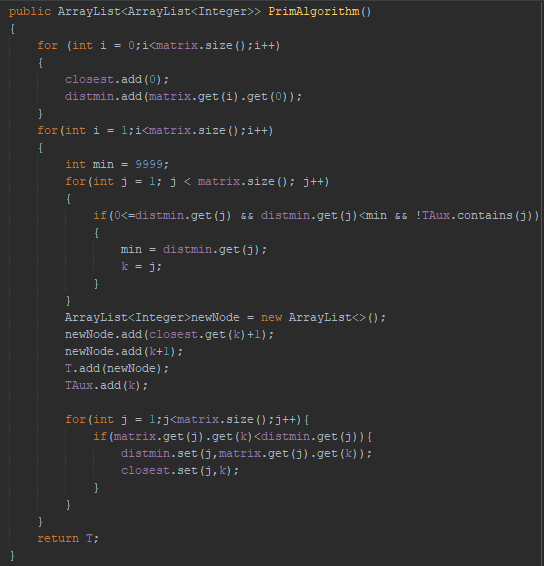 public ArrayList<ArrayList<Integer>> PrimAlgorithm()
{
    for (int i = 0;i<matrix.size();i++)
    {
        closest.add(0);
        distmin.add(matrix.get(i).get(0));
    }
    for(int i = 1;i<matrix.size();i++)
    {
        int min = 9999;
        for(int j = 1; j < matrix.size(); j++)
        {
            if(0<=distmin.get(j) && distmin.get(j)<min && !TAux.contains(j))
            {
                min = distmin.get(j);
                k = j;
            }
        }
        ArrayList<Integer>newNode = new ArrayList<>();
        newNode.add(closest.get(k)+1);
        newNode.add(k+1);
        T.add(newNode);
        TAux.add(k);

        for(int j = 1;j<matrix.size();j++){
            if(matrix.get(j).get(k)<distmin.get(j)){
                distmin.set(j,matrix.get(j).get(k));
                closest.set(j,k);
            }
        }
    }
    return T;
}